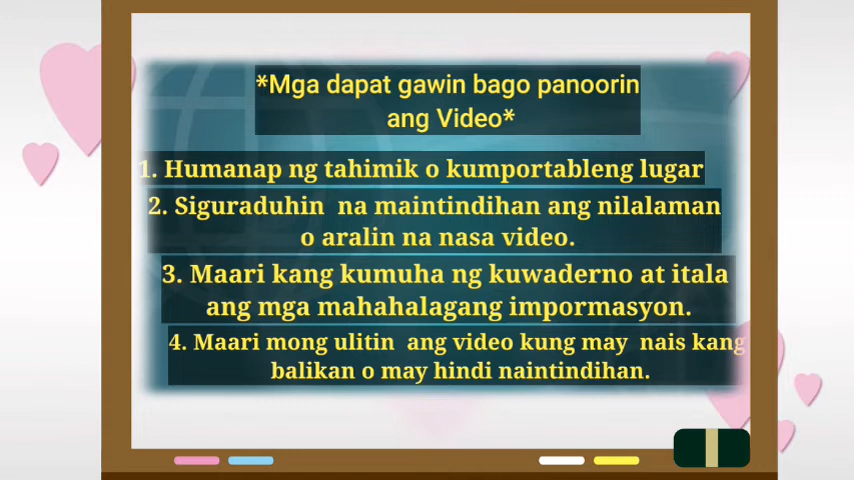 *Mga dapat gawin bago panoorin
ang Video*
1. Humanap ng tahimik o kumportableng lugar
2. Siguraduhin na maintindihan ang nilalaman
o aralin na nasa video.
3. Maari kang kumuha ng kuwaderno at itala
ang mga mahahalagang impormasyon.
4. Maari mong ulitin ang video kung may nais kang
balikan o may hindi naintindihan.